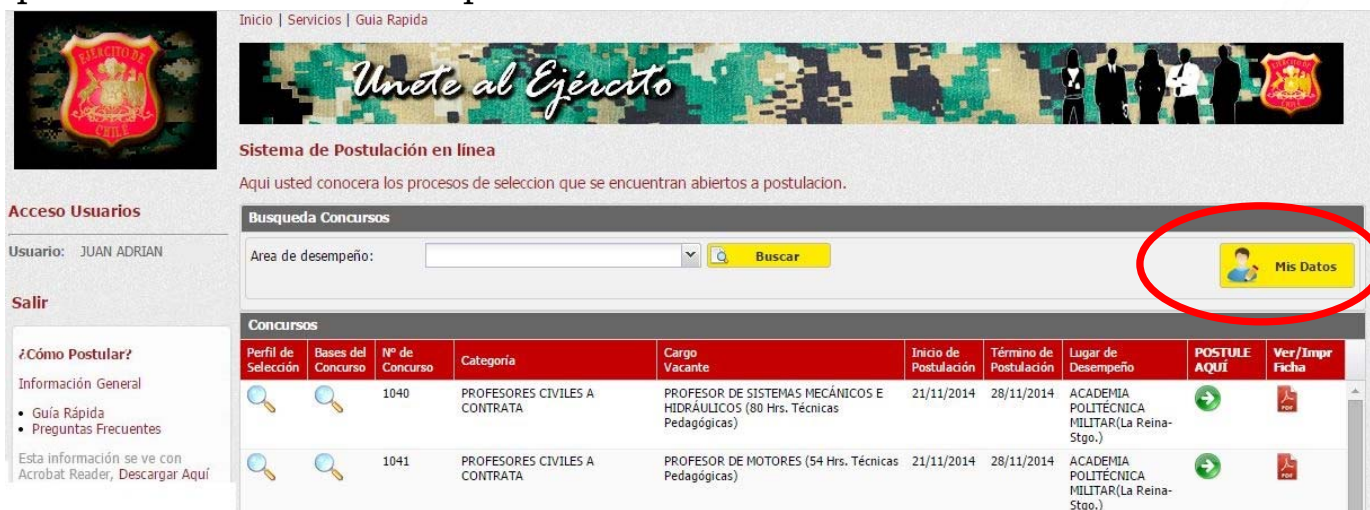 Inicio | Servicios | Guia Rapida
EJERCITO DE
CHILE
Unete al Ejército
Sistema de Postulación en línea
Aqui usted conocera los procesos de seleccion que se encuentran abiertos a postulacion.
Acceso Usuarios
Usuario: JUAN ADRIAN
Salir
¿Cómo Postular?
Información General
• Guía Rápida
• Preguntas Frecuentes
Esta información se ve con
Acrobat Reader, Descargar Aquí
Busqueda Concursos
Area de desempeño:
Buscar
Mis Datos
Concursos
Perfil de Selección
Bases del Concurso
Nº de Concurso
Categoría
Cargo Vacante
Inicio de Postulación
Término de Postulación
Lugar de Desempeño
POSTULE AQUÍ
Ver/Impr Ficha
1040
PROFESORES CIVILES A
CONTRATA
PROFESOR DE SISTEMAS MECÁNICOS E
HIDRÁULICOS (80 Hrs. Técnicas
Pedagógicas)
21/11/2014
28/11/2014
ACADEMIA
POLITÉCNICA
MILITAR(La Reina-
Stgo.)
PDF
1041
PROFESORES CIVILES A
CONTRATA
PROFESOR DE MOTORES (54 Hrs. Técnicas
Pedagógicas)
21/11/2014
28/11/2014
ACADEMIA
POLITÉCNICA
MILITAR(La Reina-
Stgo.)
PDF